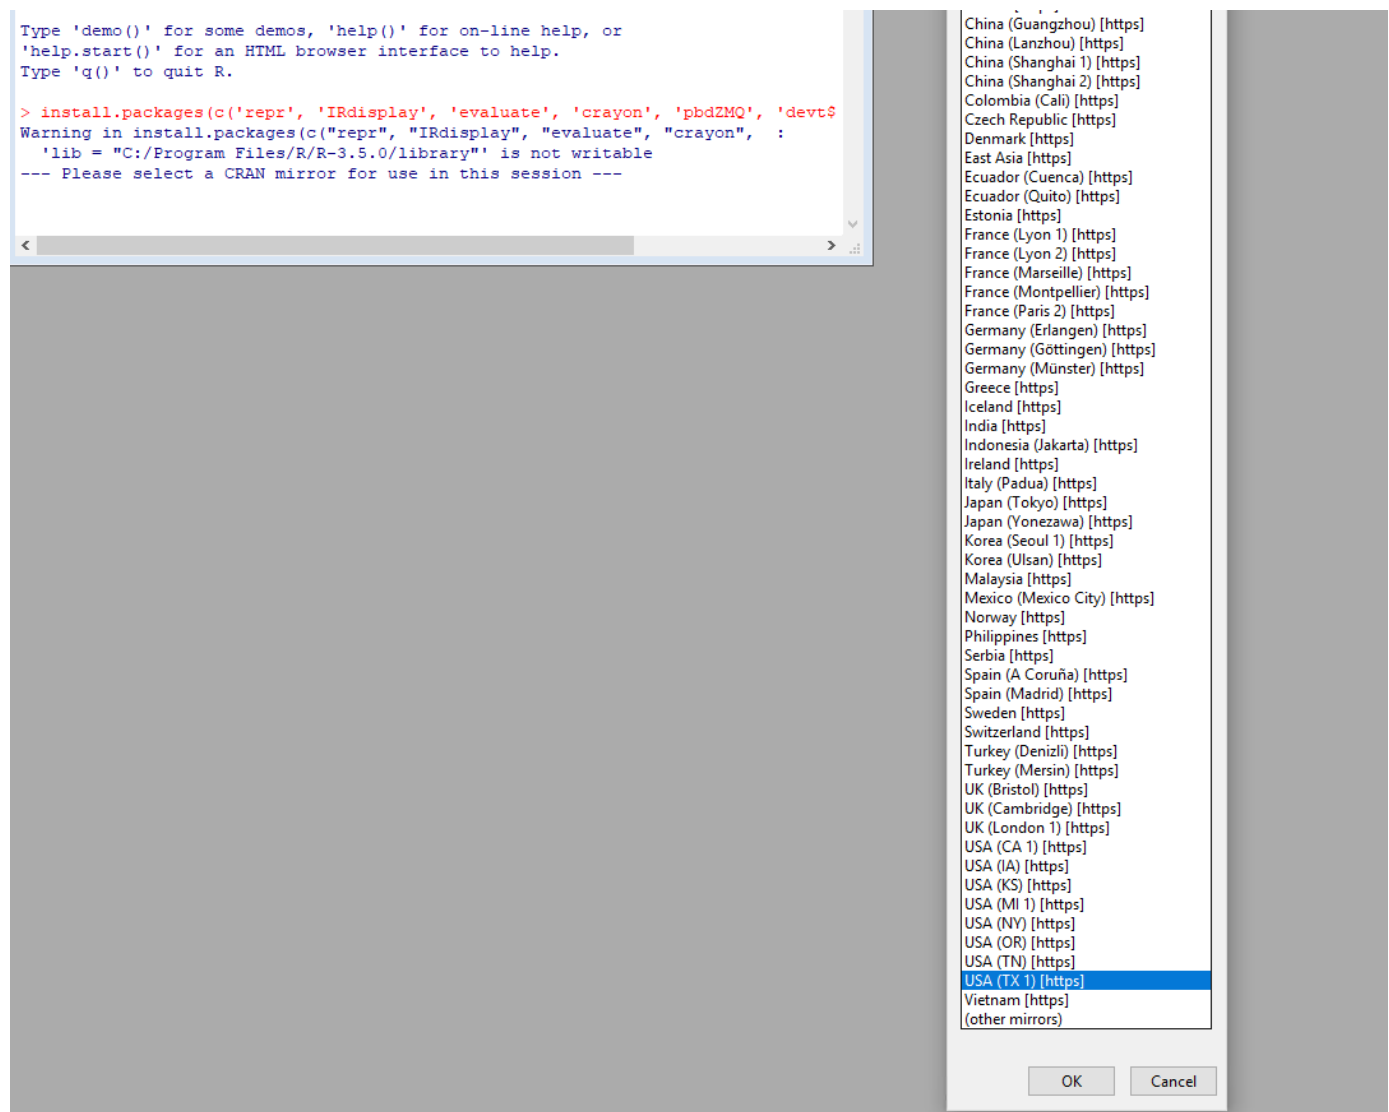 Type 'demo()' for some demos, 'help()' for on-line help, or
'help.start()' for an HTML browser interface to help.
Type 'q()' to quit R.
> install.packages(c('repr', 'IRdisplay', 'evaluate', 'crayon', 'pbdZMQ', 'devt$
Warning in install.packages(c("repr", "IRdisplay", "evaluate", "crayon",  :
  'lib = "C:/Program Files/R/R-3.5.0/library"' is not writable
--- Please select a CRAN mirror for use in this session ---
China (Guangzhou) [https]
China (Lanzhou) [https]
China (Shanghai 1) [https]
China (Shanghai 2) [https]
Colombia (Cali) [https]
Czech Republic [https]
Denmark [https]
East Asia [https]
Ecuador (Cuenca) [https]
Ecuador (Quito) [https]
Estonia [https]
France (Lyon 1) [https]
France (Lyon 2) [https]
France (Marseille) [https]
France (Montpellier) [https]
France (Paris 2) [https]
Germany (Erlangen) [https]
Germany (Göttingen) [https]
Germany (Münster) [https]
Greece [https]
Iceland [https]
India [https]
Indonesia (Jakarta) [https]
Ireland [https]
Italy (Padua) [https]
Japan (Tokyo) [https]
Japan (Yonezawa) [https]
Korea (Seoul 1) [https]
Korea (Ulsan) [https]
Malaysia [https]
Mexico (Mexico City) [https]
Norway [https]
Philippines [https]
Serbia [https]
Spain (A Coruña) [https]
Spain (Madrid) [https]
Sweden [https]
Switzerland [https]
Turkey (Denizli) [https]
Turkey (Mersin) [https]
UK (Bristol) [https]
UK (Cambridge) [https]
UK (London 1) [https]
USA (CA 1) [https]
USA (IA) [https]
USA (KS) [https]
USA (MI 1) [https]
USA (NY) [https]
USA (OR) [https]
USA (TN) [https]
USA (TX 1) [https]
Vietnam [https]
(other mirrors)
OK
Cancel